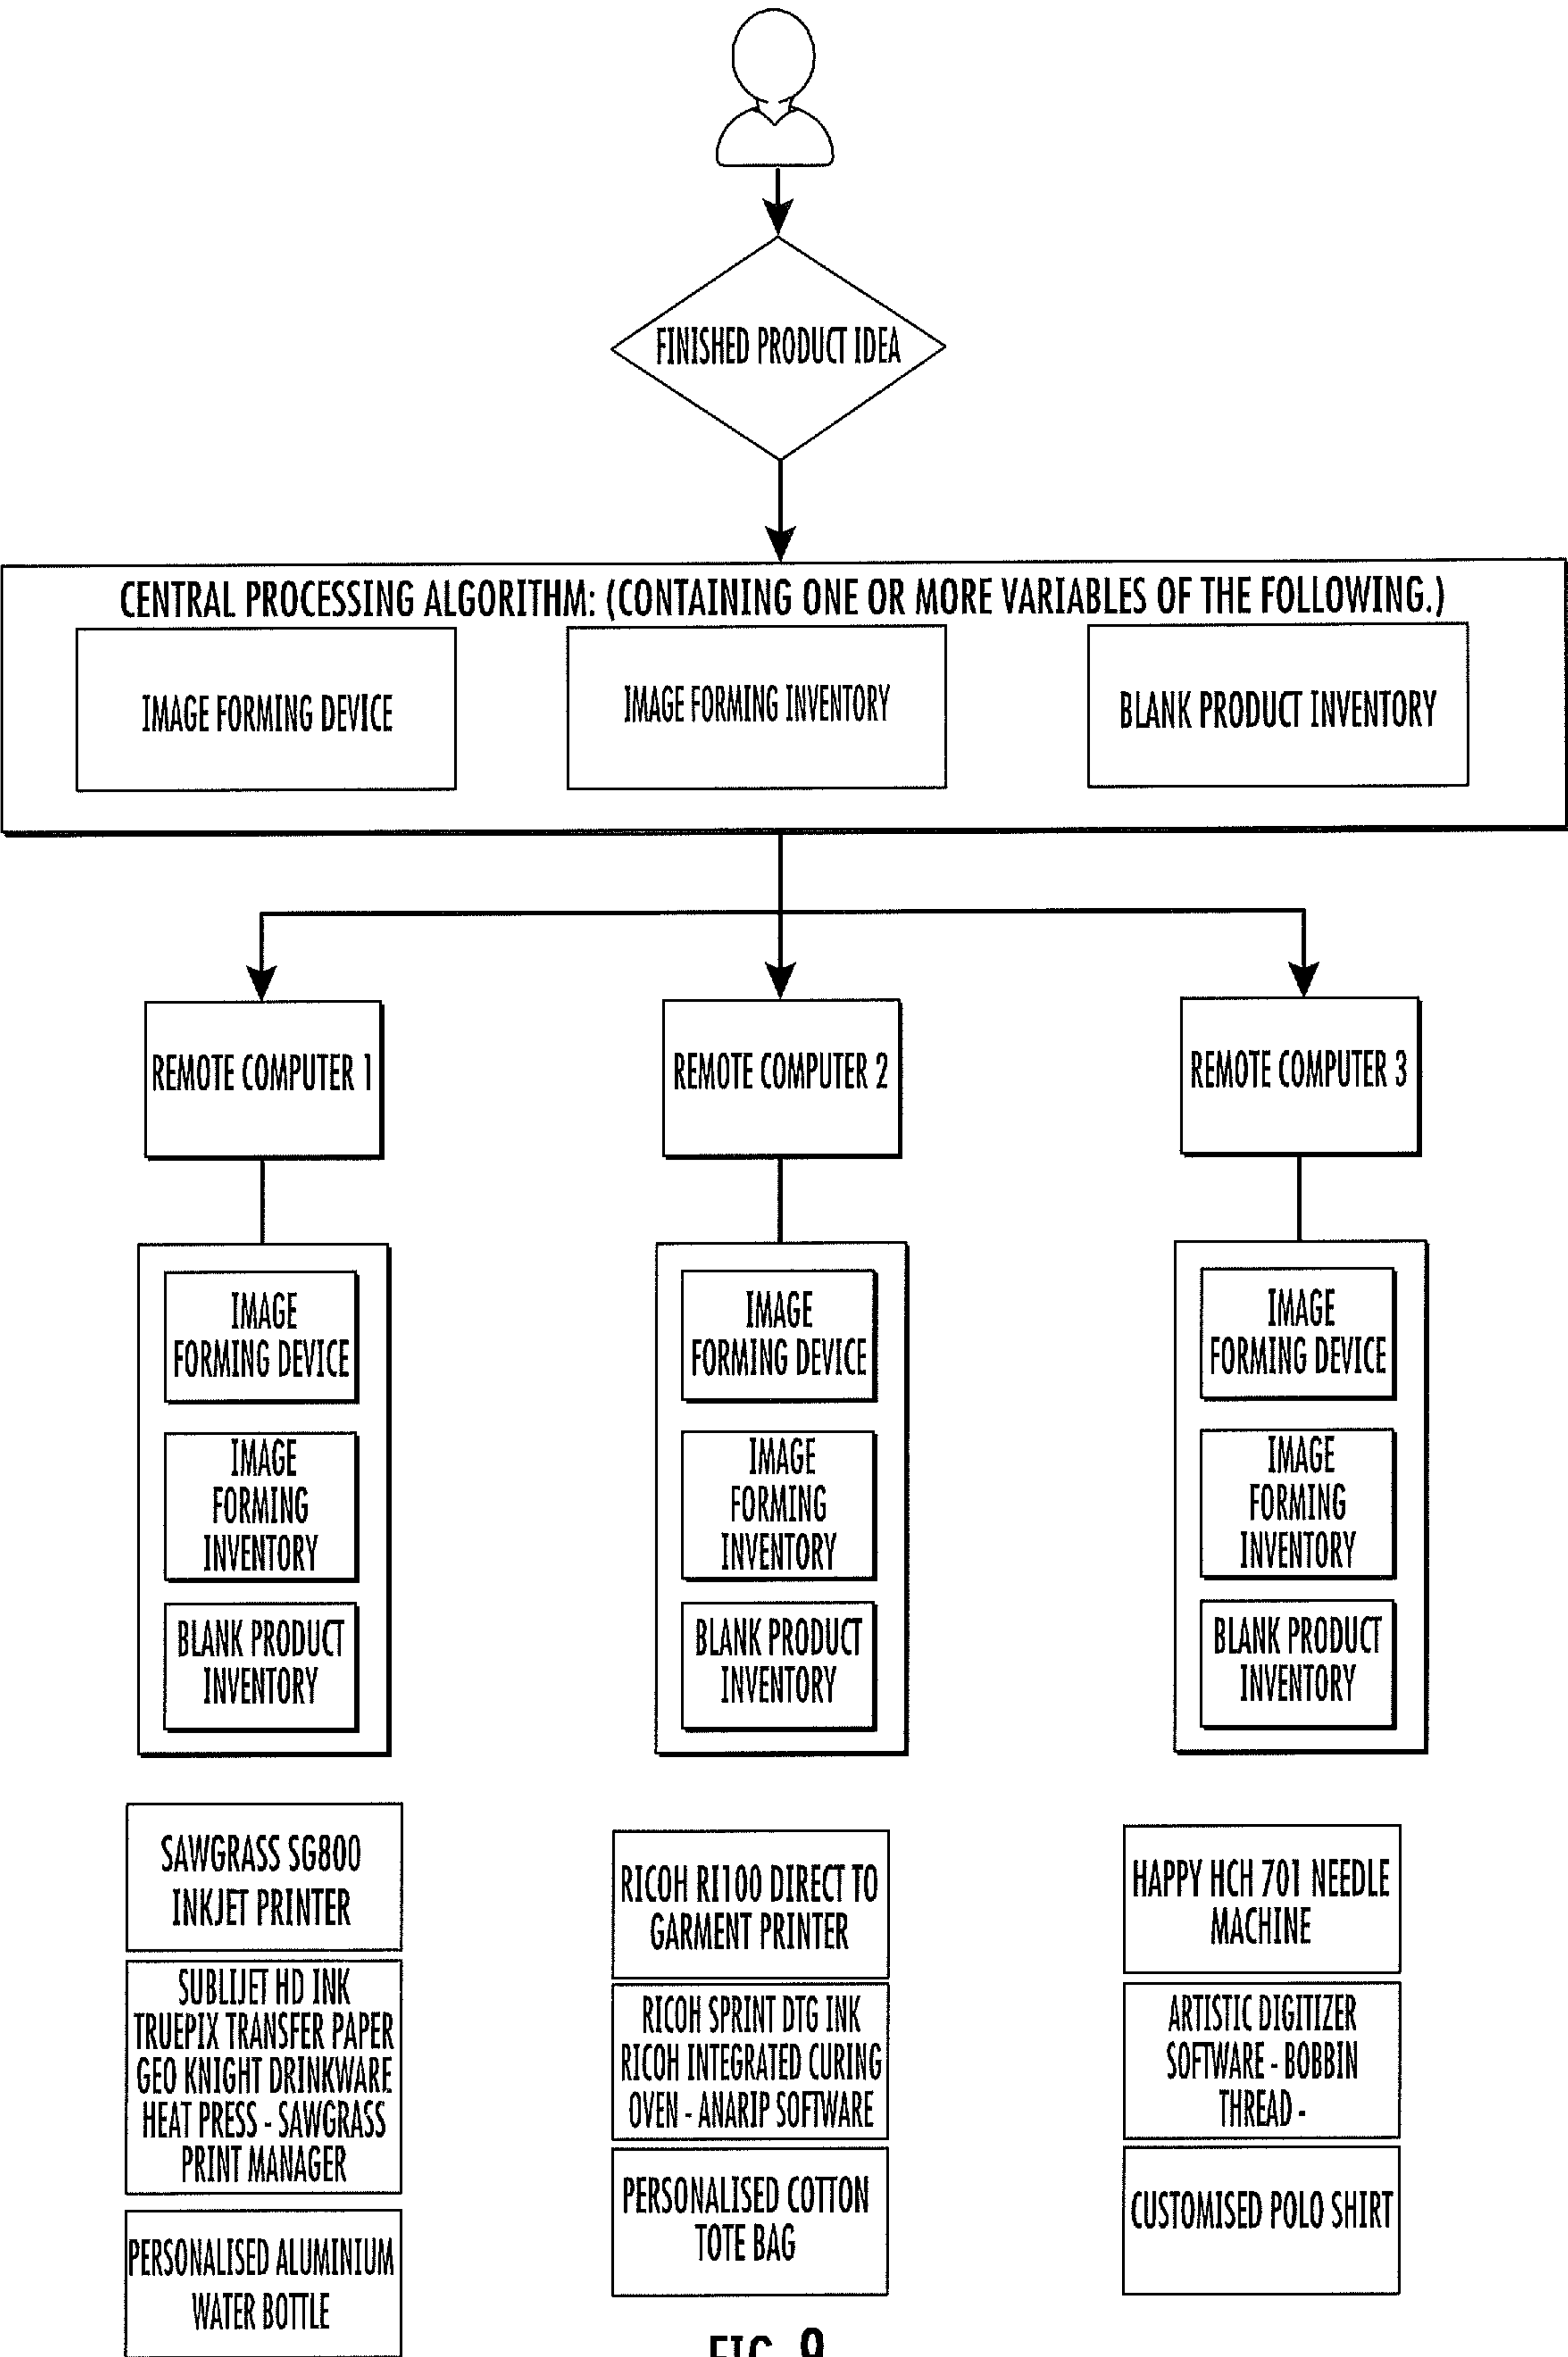 FINISHED PRODUCT IDEA
CENTRAL PROCESSING ALGORITHM: (CONTAINING ONE OR MORE VARIABLES OF THE FOLLOWING.)
IMAGE FORMING DEVICE
IMAGE FORMING INVENTORY
BLANK PRODUCT INVENTORY
REMOTE COMPUTER 1
REMOTE COMPUTER 2
REMOTE COMPUTER 3
IMAGE
FORMING DEVICE
IMAGE
FORMING
INVENTORY
BLANK PRODUCT
INVENTORY
IMAGE
FORMING DEVICE
IMAGE
FORMING
INVENTORY
BLANK PRODUCT
INVENTORY
IMAGE
FORMING DEVICE
IMAGE
FORMING
INVENTORY
BLANK PRODUCT
INVENTORY
SAWGRASS SG800
INKJET PRINTER
SUBLIJET HD INK
TRUEPIX TRANSFER PAPER
GEO KNIGHT DRINKWARE
HEAT PRESS - SAWGRASS
PRINT MANAGER
PERSONALISED ALUMINIUM
WATER BOTTLE
RICOH RI100 DIRECT TO
GARMENT PRINTER
RICOH SPRINT DTG INK
RICOH INTEGRATED CURING
OVEN - ANARIP SOFTWARE
PERSONALISED COTTON
TOTE BAG
HAPPY HCH 701 NEEDLE
MACHINE
ARTISTIC DIGITIZER
SOFTWARE - BOBBIN
THREAD -
CUSTOMISED POLO SHIRT
FIG. 9